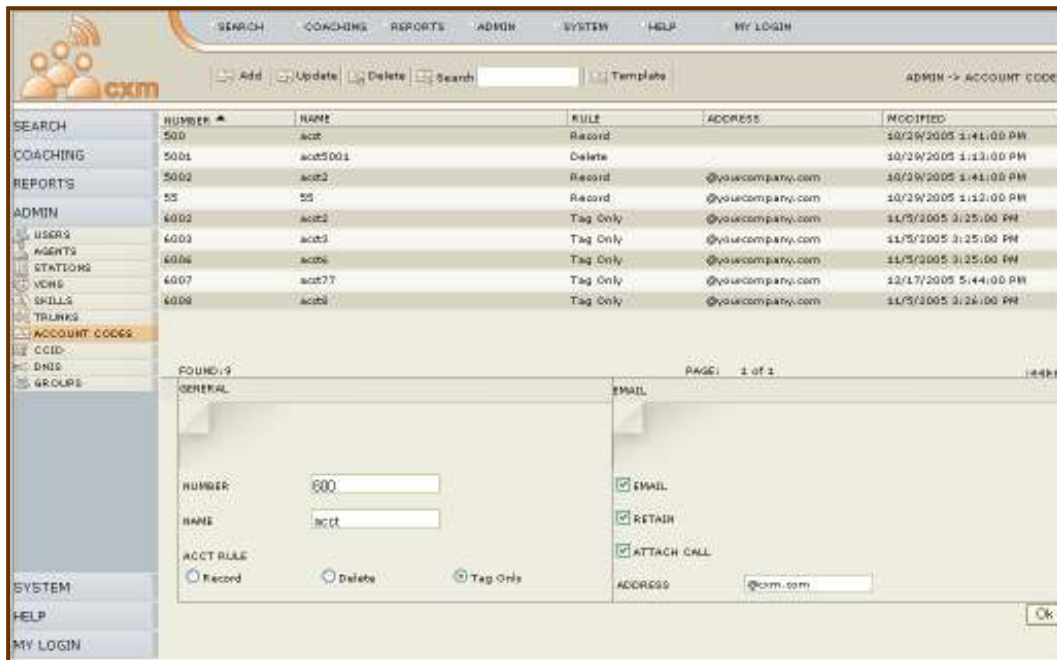 SEARCH COACHING REPORTS ADMIN SYSTEM HELP MY LOGIN
cxm
Add Update Delete Search Template ADMIN -> ACCOUNT CODE
SEARCH
COACHING
REPORTS
ADMIN
USERS
AGENTS
STATIONS
VDNS
SKILLS
TRUNKS
ACCOUNT CODES
CCID
DNIS
GROUPS
SYSTEM
HELP
MY LOGIN
NUMBER NAME RULE ADDRESS MODIFIED
500 acct Record 10/29/2005 1:41:00 PM
5001 acct5001 Delete 10/29/2005 1:13:00 PM
5002 acct2 Record @yourcompany.com 10/29/2005 1:41:00 PM
55 55 Record @yourcompany.com 10/29/2005 1:12:00 PM
6002 acct2 Tag Only @yourcompany.com 11/5/2005 3:25:00 PM
6003 acct3 Tag Only @yourcompany.com 11/5/2005 3:25:00 PM
6006 acct6 Tag Only @yourcompany.com 11/5/2005 3:25:00 PM
6007 acct77 Tag Only @yourcompany.com 12/17/2005 5:44:00 PM
6008 acct8 Tag Only @yourcompany.com 11/5/2005 3:26:00 PM
FOUND:9 PAGE: 1 of 1
GENERAL
NUMBER 600
NAME acct
ACCT RULE
Record Delete Tag Only
EMAIL
EMAIL
RETAIN
ATTACH CALL
ADDRESS @cxm.com
Ok